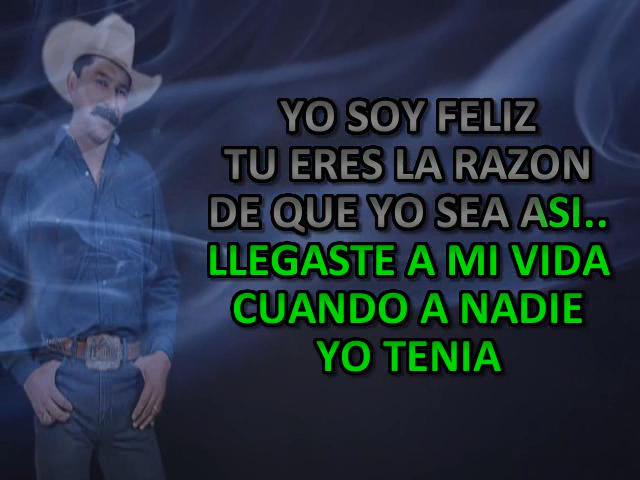 YO SOY FELIZ
TU ERES LA RAZON
DE QUE YO SEA ASI..
LLEGASTE A MI VIDA
CUANDO A NADIE
YO TENIA